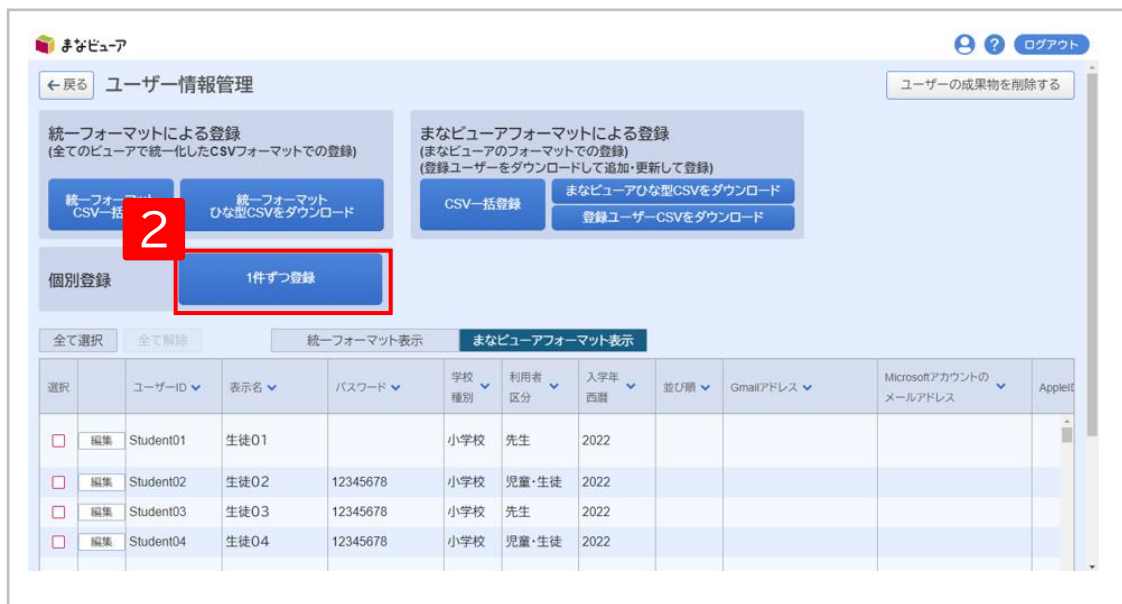 まなビューア
? ログアウト
←戻る ユーザー情報管理 ユーザーの成果物を削除する
統一フォーマットによる登録
(全てのビューアで統一化したCSVフォーマットでの登録)
まなビューアフォーマットによる登録
(まなビューアのフォーマットでの登録)
(登録ユーザーをダウンロードして追加・更新して登録)
統一フォーマット
CSV一括
統一フォーマット
ひな型CSVをダウンロード
CSV一括登録
まなビューアひな型CSVをダウンロード
登録ユーザーCSVをダウンロード
2
個別登録 1件ずつ登録
全て選択 全て解除 統一フォーマット表示 まなビューアフォーマット表示
選択 ユーザーID 表示名 パスワード 学校種別 利用者区分 入学年西暦 並び順 Gmailアドレス Microsoftアカウントのメールアドレス AppleID
編集 Student01 生徒01 小学校 先生 2022
編集 Student02 生徒02 12345678 小学校 児童・生徒 2022
編集 Student03 生徒03 12345678 小学校 先生 2022
編集 Student04 生徒04 12345678 小学校 児童・生徒 2022